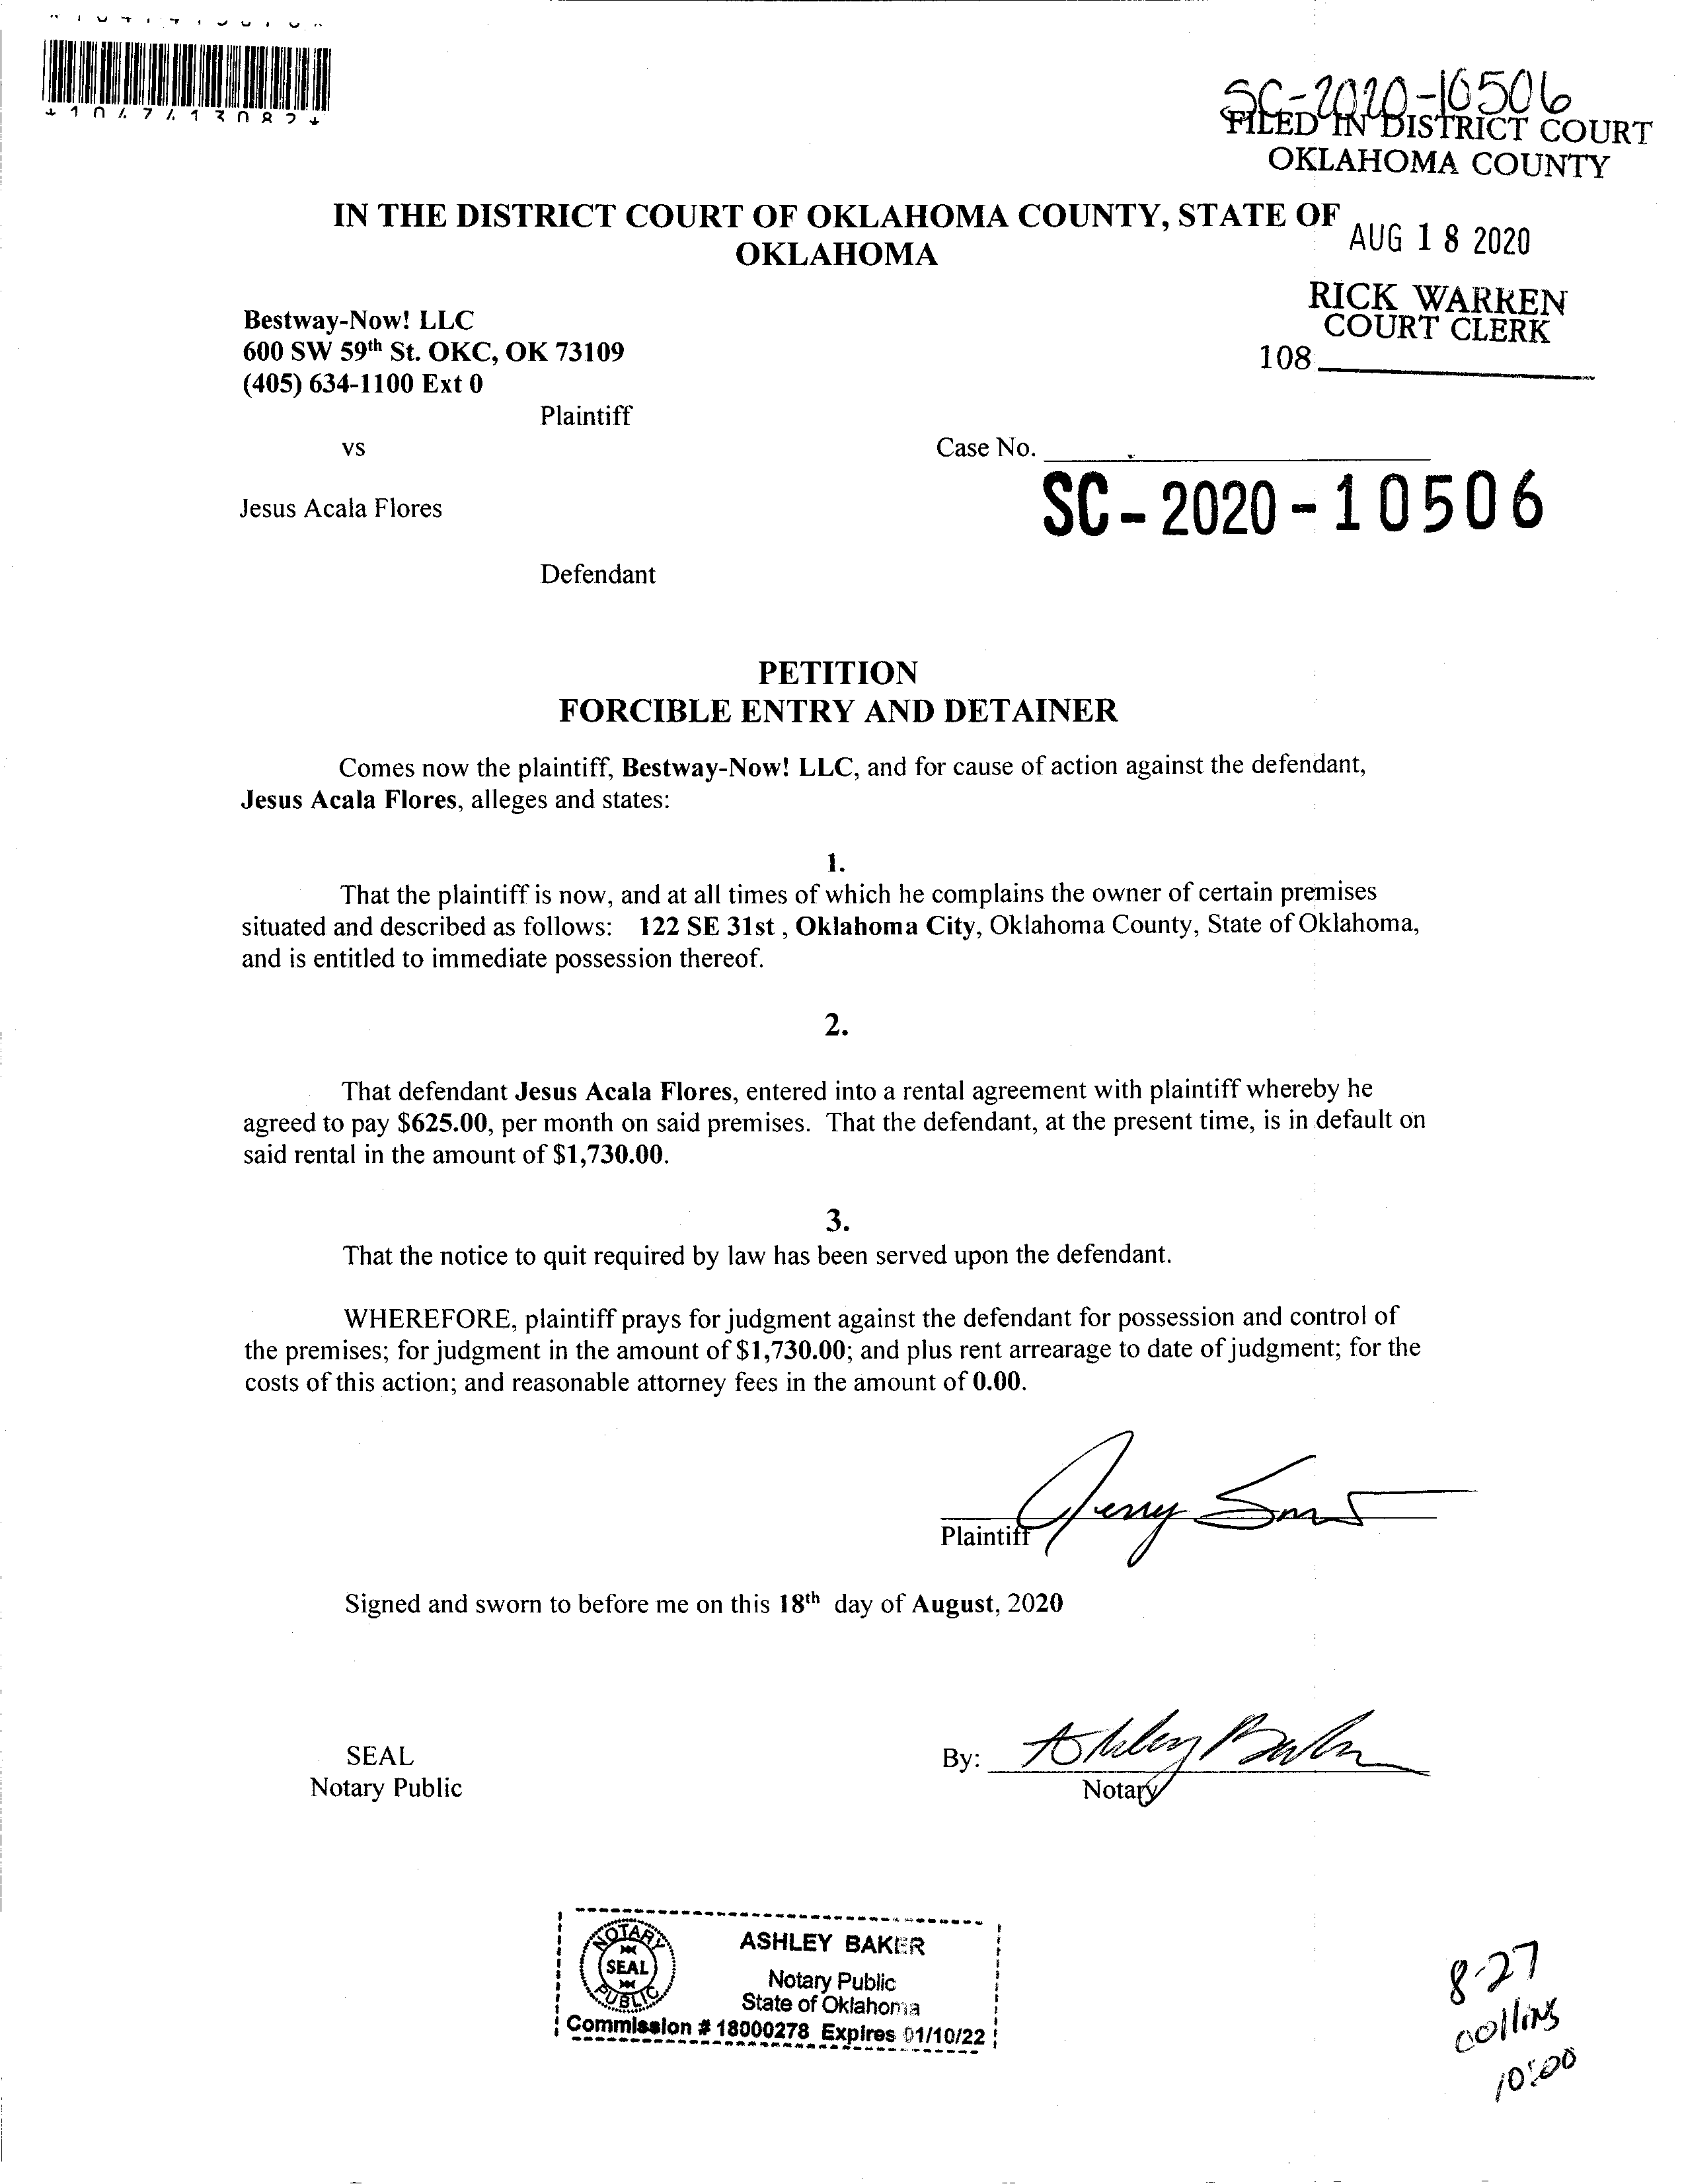 SC-2020-10506
FILED IN DISTRICT COURT
OKLAHOMA COUNTY
IN THE DISTRICT COURT OF OKLAHOMA COUNTY, STATE OF
OKLAHOMA
AUG 18 2020
RICK WARREN
COURT CLERK
108
Bestway-Now! LLC
600 SW 59th St. OKC, OK 73109
(405) 634-1100 Ext 0
Plaintiff
vs
Case No.
SC-2020-10506
Jesus Acala Flores
Defendant
PETITION
FORCIBLE ENTRY AND DETAINER
Comes now the plaintiff, Bestway-Now! LLC, and for cause of action against the defendant,
Jesus Acala Flores, alleges and states:
1.
That the plaintiff is now, and at all times of which he complains the owner of certain premises
situated and described as follows: 122 SE 31st , Oklahoma City, Oklahoma County, State of Oklahoma,
and is entitled to immediate possession thereof.
2.
That defendant Jesus Acala Flores, entered into a rental agreement with plaintiff whereby he
agreed to pay $625.00, per month on said premises. That the defendant, at the present time, is in default on
said rental in the amount of $1,730.00.
3.
That the notice to quit required by law has been served upon the defendant.
WHEREFORE, plaintiff prays for judgment against the defendant for possession and control of
the premises; for judgment in the amount of $1,730.00; and plus rent arrearage to date of judgment; for the
costs of this action; and reasonable attorney fees in the amount of 0.00.
Jerry
Plaintiff
Signed and sworn to before me on this 18th day of August, 2020
SEAL
Notary Public
By: Ashley Baker
Notary
NOTARY
SEAL
PUBLIC
ASHLEY BAKER
Notary Public
State of Oklahoma
Commission # 18000278 Expires 01/10/22
8-27
collins
10:00